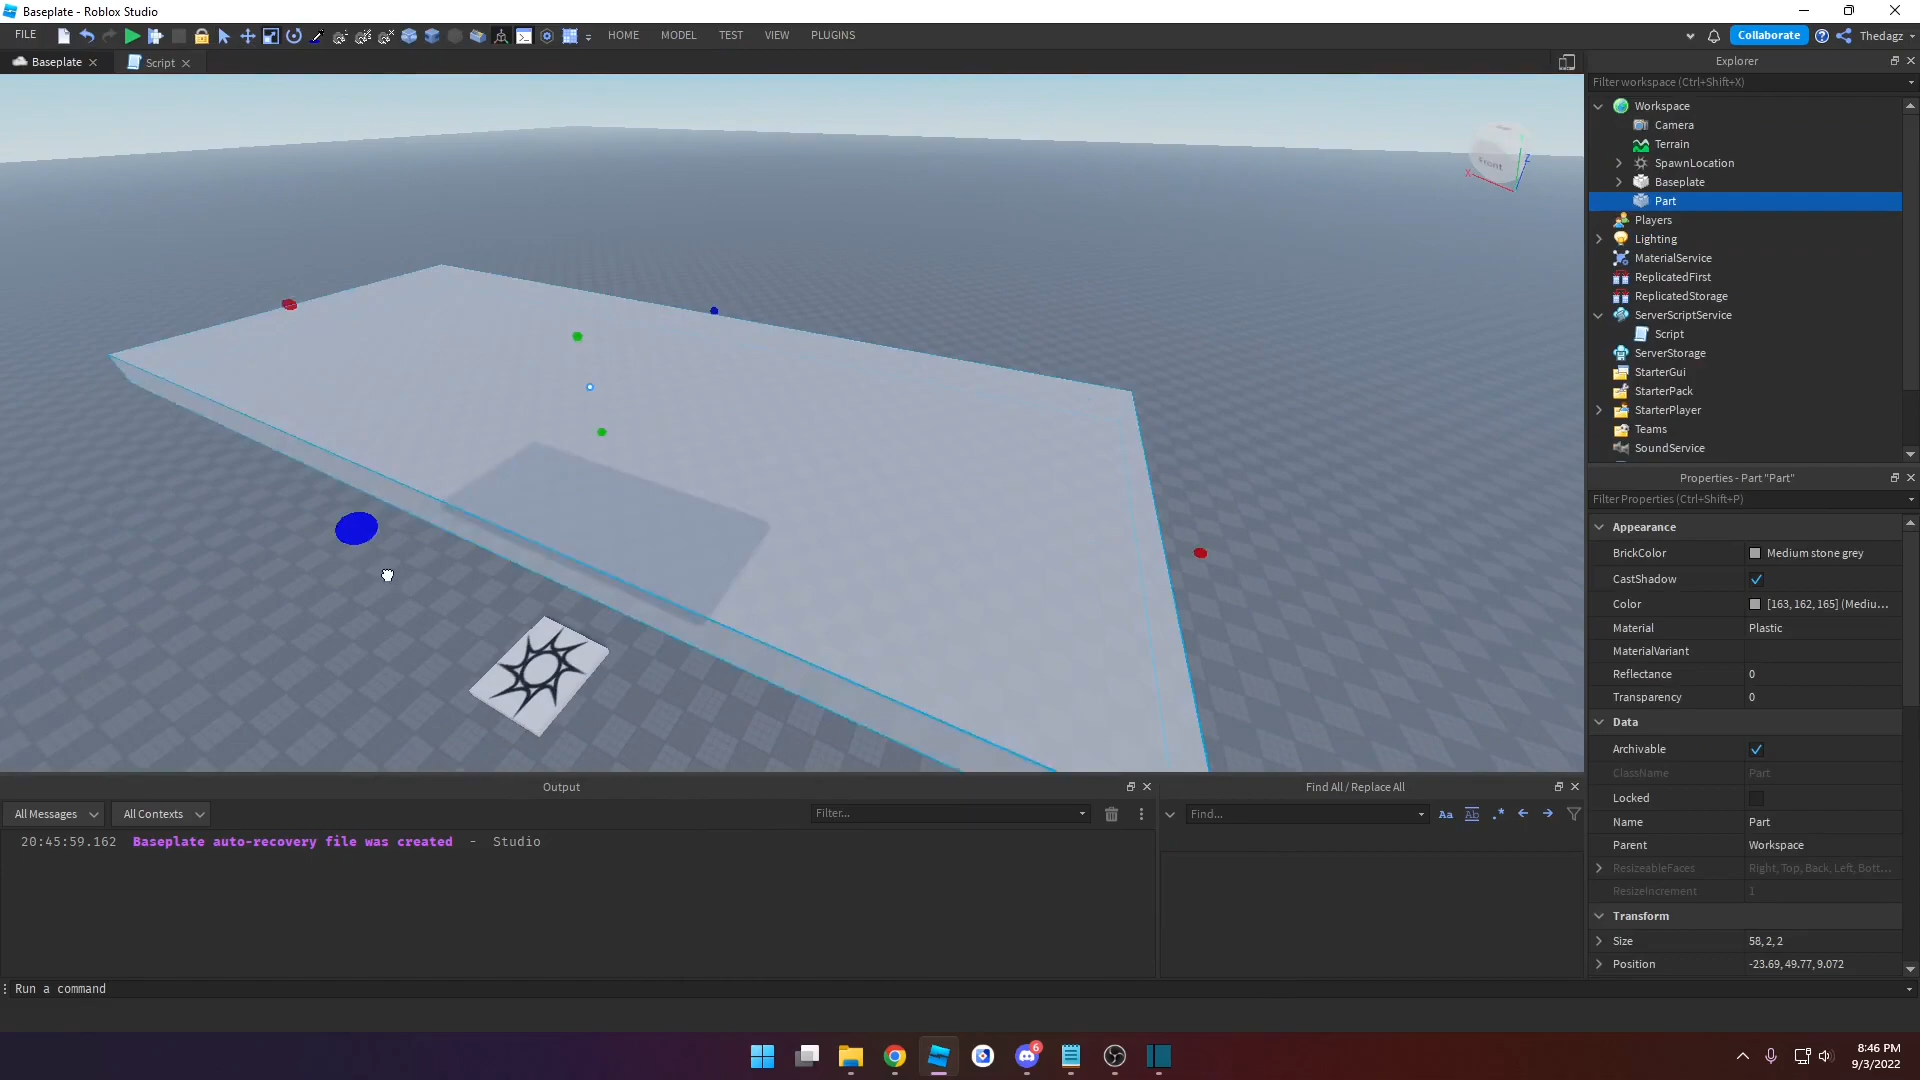 Baseplate - Roblox Studio
FILE
HOME
MODEL
TEST
VIEW
PLUGINS
Collaborate
Thedagz
Baseplate
Script
Explorer
Filter workspace (Ctrl+Shift+X)
Workspace
Camera
Terrain
SpawnLocation
Baseplate
Part
Players
Lighting
MaterialService
ReplicatedFirst
ReplicatedStorage
ServerScriptService
Script
ServerStorage
StarterGui
StarterPack
StarterPlayer
Teams
SoundService
Front
X
Z
Properties - Part "Part"
Filter Properties (Ctrl+Shift+P)
Appearance
BrickColor Medium stone grey
CastShadow
Color [163, 162, 165] (Mediu...
Material Plastic
MaterialVariant
Reflectance 0
Transparency 0
Data
Archivable
ClassName Part
Locked
Name Part
Parent Workspace
ResizeableFaces Right, Top, Back, Left, Bott...
ResizeIncrement 1
Transform
Size 58, 2, 2
Position -23.69, 49.77, 9.072
Output
All Messages
All Contexts
Filter...
20:45:59.162 Baseplate auto-recovery file was created - Studio
Find All / Replace All
Find...
Aa
Ab
.*
Run a command
6
8:46 PM
9/3/2022